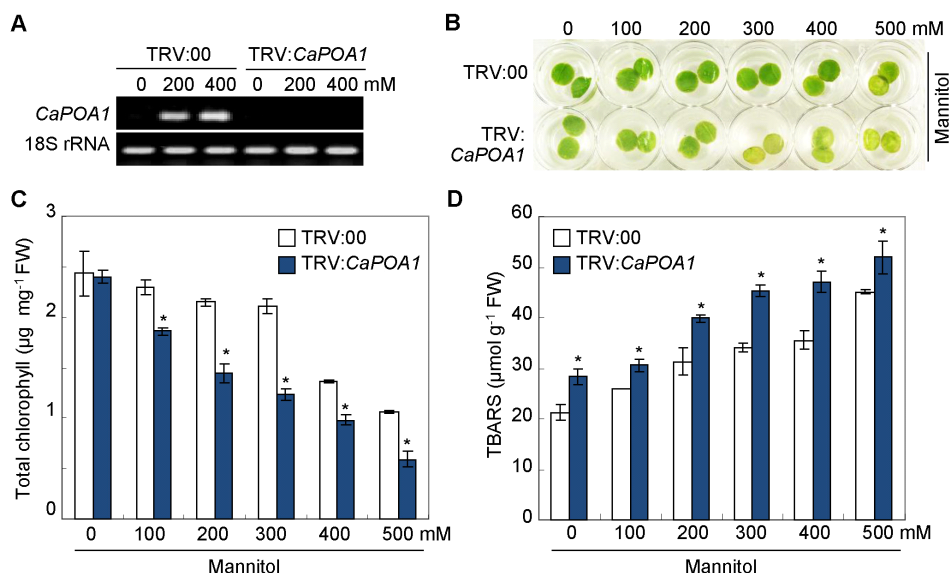 A
TRV:00 TRV:CaPOA1
0 200 400 0 200 400 mM
CaPOA1
18S rRNA
B
0 100 200 300 400 500 mM
TRV:00
TRV:
CaPOA1
Mannitol
C
3
2
1
0
Total chlorophyll (µg mg-1 FW)
TRV:00
TRV:CaPOA1
* * * * *
0 100 200 300 400 500 mM
Mannitol
D
60
50
40
30
20
10
0
TBARS (µmol g-1 FW)
TRV:00
TRV:CaPOA1
* * * * * *
0 100 200 300 400 500 mM
Mannitol